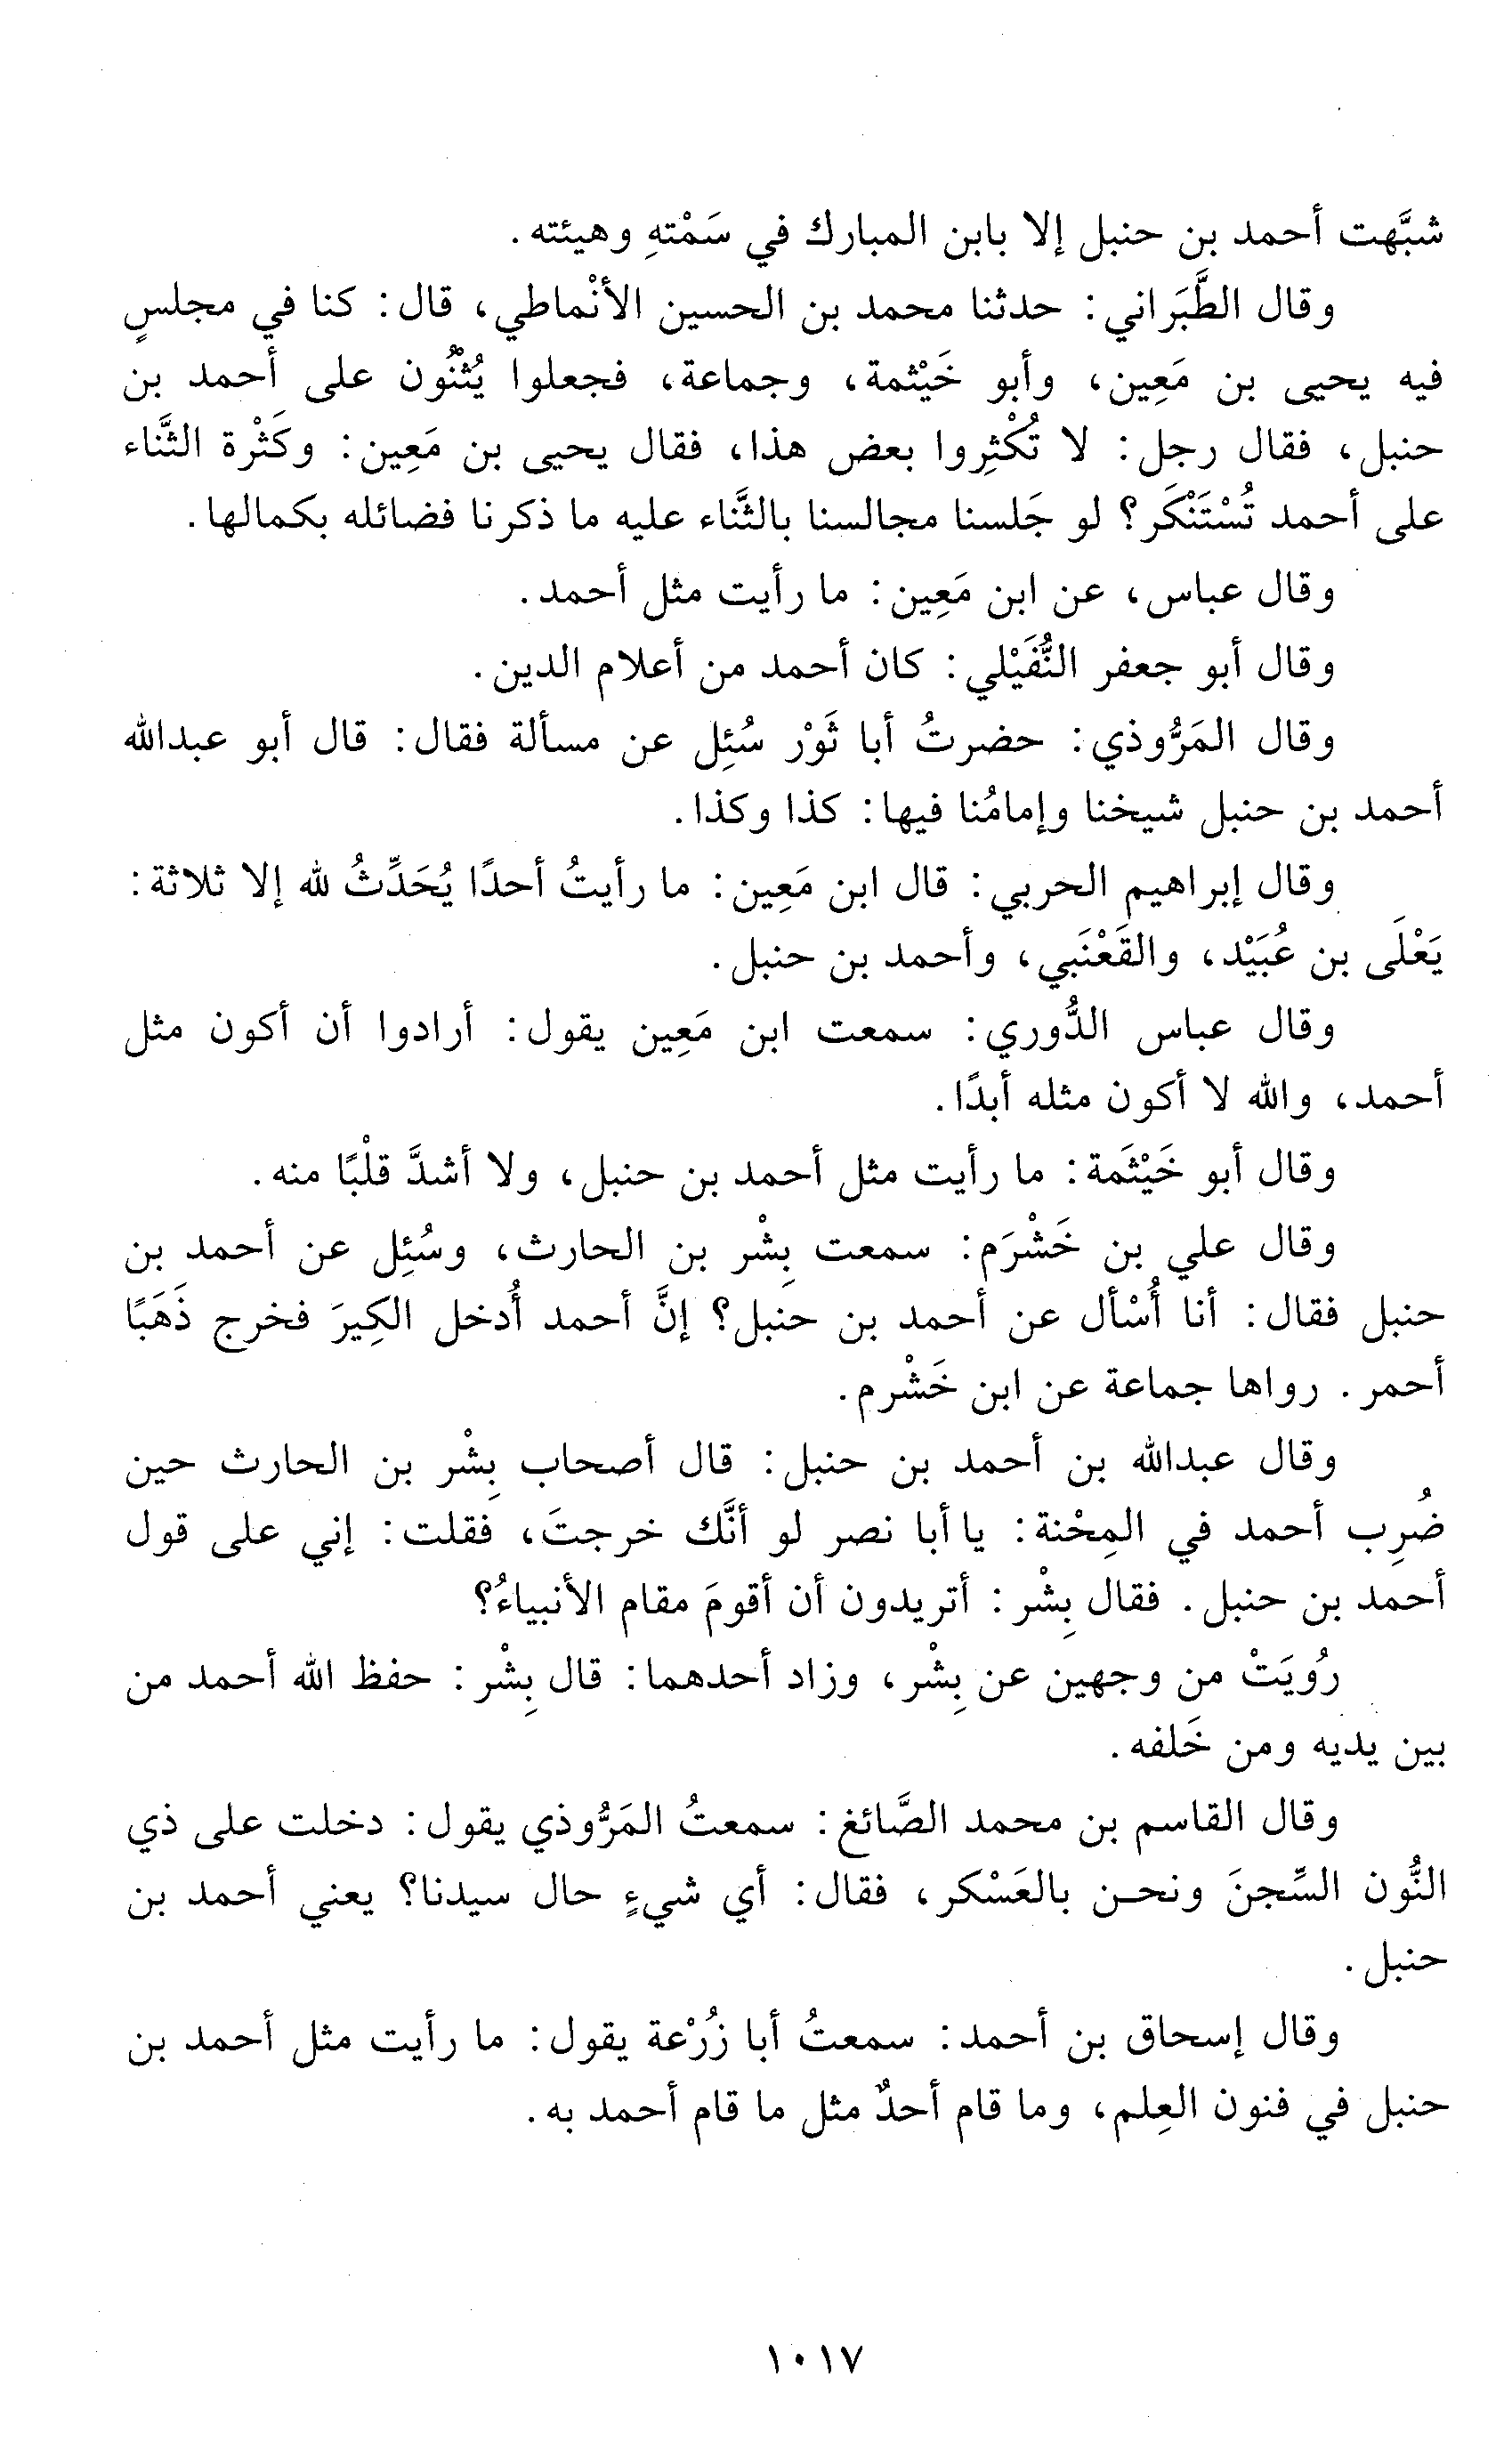 شبَّهت أحمد بن حنبل إلا بابن المبارك في سَمْتهِ وهيئته.
وقال الطَّبَراني: حدثنا محمد بن الحسين الأنْماطي، قال: كنا في مجلسٍ
فيه يحيى بن مَعِين، وأبو خَيْثمة، وجماعة، فجعلوا يُثْنُون على أحمد بن
حنبل، فقال رجل: لا تُكْثِروا بعض هذا، فقال يحيى بن مَعِين: وكَثْرة الثَّناء
على أحمد تُسْتَنْكَر؟ لو جَلسنا مجالسنا بالثَّناء عليه ما ذكرنا فضائله بكمالها.
وقال عباس، عن ابن مَعِين: ما رأيت مثل أحمد.
وقال أبو جعفر النُّفَيْلي: كان أحمد من أعلام الدين.
وقال المَرُّوذي: حضرتُ أبا ثَوْر سُئِل عن مسألة فقال: قال أبو عبدالله
أحمد بن حنبل شيخنا وإمامُنا فيها: كذا وكذا.
وقال إبراهيم الحربي: قال ابن مَعِين: ما رأيتُ أحدًا يُحَدِّثُ لله إلا ثلاثة:
يَعْلَى بن عُبَيْد، والقَعْنَبي، وأحمد بن حنبل.
وقال عباس الدُّوري: سمعت ابن مَعِين يقول: أرادوا أن أكون مثل
أحمد، والله لا أكون مثله أبدًا.
وقال أبو خَيْثَمة: ما رأيت مثل أحمد بن حنبل، ولا أشدَّ قلْبًا منه.
وقال علي بن خَشْرَم: سمعت بِشْر بن الحارث، وسُئِل عن أحمد بن
حنبل فقال: أنا أُسْأل عن أحمد بن حنبل؟ إنَّ أحمد أُدخل الكِيرَ فخرج ذَهَبًا
أحمر. رواها جماعة عن ابن خَشْرم.
وقال عبدالله بن أحمد بن حنبل: قال أصحاب بِشْر بن الحارث حين
ضُرِب أحمد في المِحْنة: يا أبا نصر لو أنَّك خرجتَ، فقلت: إني على قول
أحمد بن حنبل. فقال بِشْر: أتريدون أن أقومَ مقام الأنبياءُ؟
رُويَتْ من وجهين عن بِشْر، وزاد أحدهما: قال بِشْر: حفظ الله أحمد من
بين يديه ومن خَلفه.
وقال القاسم بن محمد الصَّائغ: سمعتُ المَرُّوذي يقول: دخلت على ذي
النُّون السِّجنَ ونحن بالعَسْكر، فقال: أي شيءٍ حال سيدنا؟ يعني أحمد بن
حنبل.
وقال إسحاق بن أحمد: سمعتُ أبا زُرْعة يقول: ما رأيت مثل أحمد بن
حنبل في فنون العِلم، وما قام أحدٌ مثل ما قام أحمد به.
١٠١٧